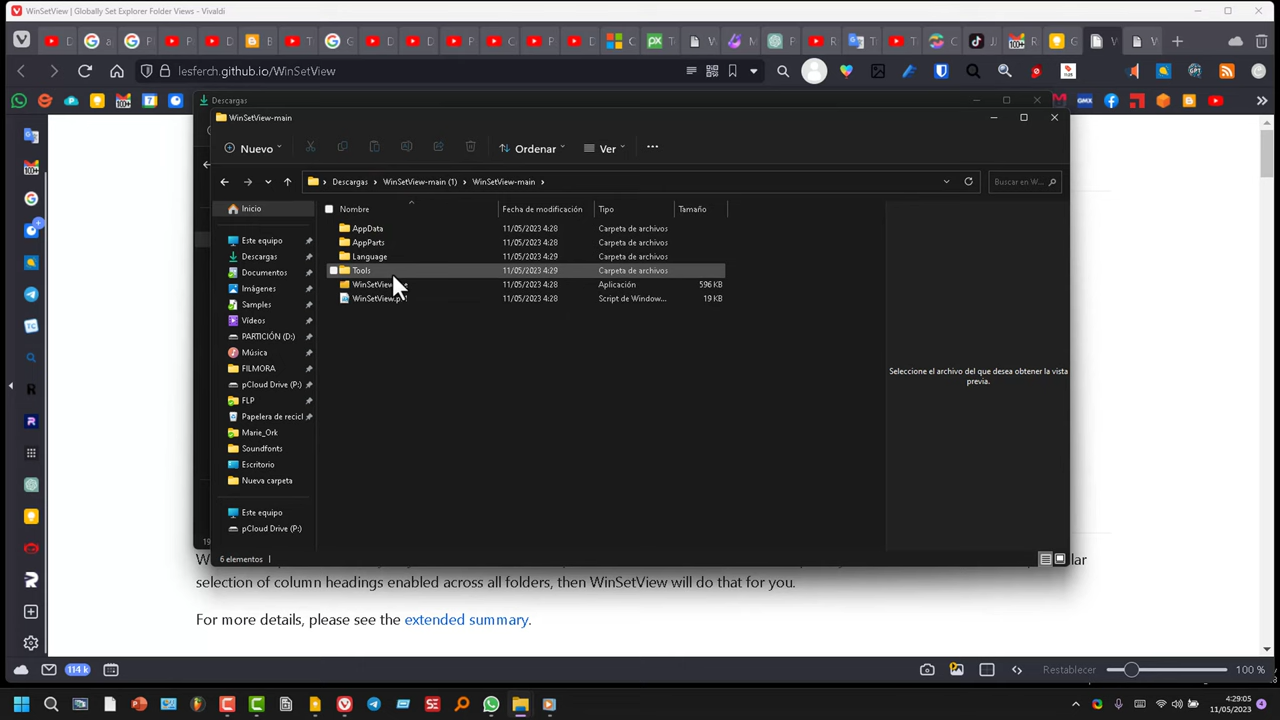 WinSetView | Globally Set Explorer Folder Views - Vivaldi
lesferch.github.io/WinSetView
Descargas
WinSetView-main
Nuevo
Ordenar
Ver
Descargas
WinSetView-main (1)
WinSetView-main
Buscar en W...
Inicio
Nombre
Fecha de modificación
Tipo
Tamaño
AppData
11/05/2023 4:28
Carpeta de archivos
AppParts
11/05/2023 4:28
Carpeta de archivos
Language
11/05/2023 4:29
Carpeta de archivos
Tools
11/05/2023 4:29
Carpeta de archivos
WinSetView
11/05/2023 4:28
Aplicación
596 KB
11/05/2023 4:28
Script de Window...
19 KB
Este equipo
Descargas
Documentos
Imágenes
Samples
Vídeos
PARTICIÓN (D:)
Música
FILMORA
pCloud Drive (P:)
FLP
Papelera de recicl
Marie_Ork
Soundfonts
Escritorio
Nueva carpeta
Este equipo
pCloud Drive (P:)
Seleccione el archivo del que desea obtener la vista
previa.
6 elementos
selection of column headings enabled across all folders, then WinSetView will do that for you.
For more details, please see the extended summary.
114 k
Restablecer
100 %
4:29:05
11/05/2023